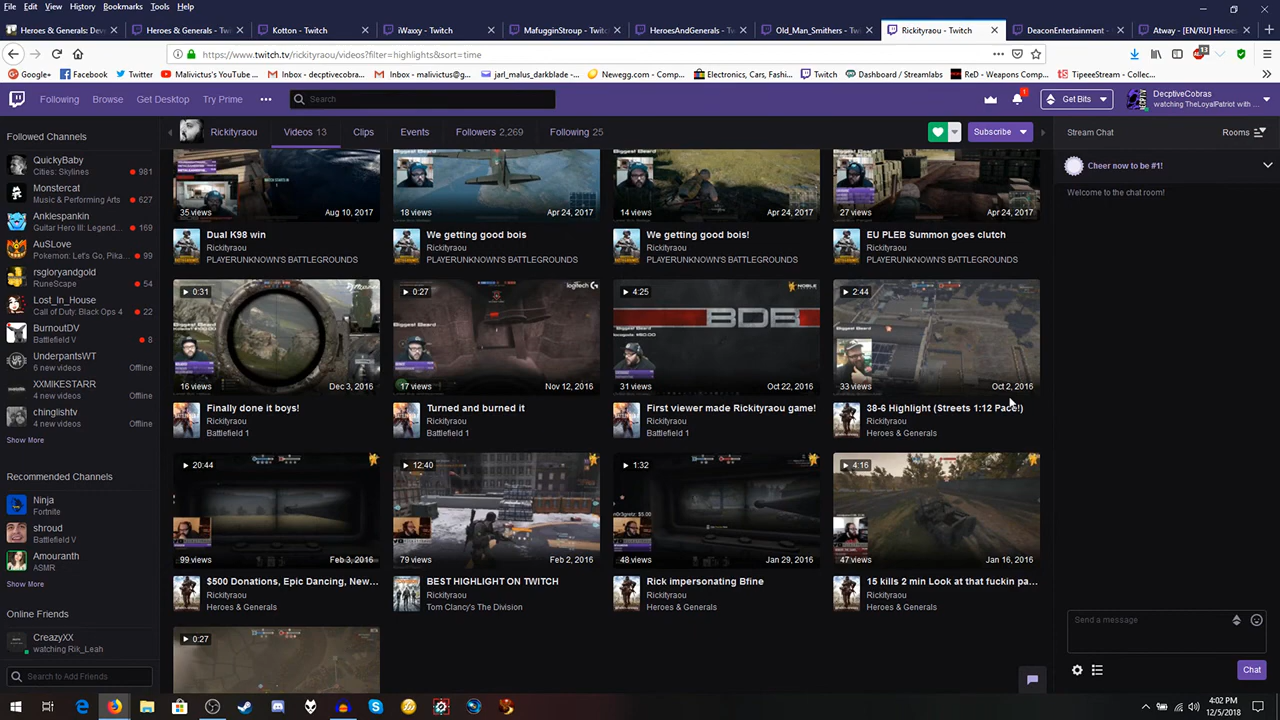 File Edit View History Bookmarks Tools Help
Heroes & Generals: Dev
Heroes & Generals - Tw
Kotton - Twitch
iWaxxy - Twitch
MafugginStroup - Twitch
HeroesAndGenerals - Tw
Old_Man_Smithers - Tw
Rickityraou - Twitch
DeaconEntertainment -
Atway - [EN/RU] Heroes
https://www.twitch.tv/rickityraou/videos?filter=highlights&sort=time
13
Google+ Facebook Twitter Malivictus's YouTube ... Inbox - decptivecobras... Inbox - malivictus@g... jarl_malus_darkblade -... Newegg.com - Comp... Electronics, Cars, Fashi... Twitch Dashboard / Streamlabs ReD - Weapons Comp... TipeeeStream - Collec...
Following Browse Get Desktop Try Prime
Search
1
Get Bits
DecptiveCobras
watching TheLoyalPatriot with ...
Followed Channels
QuickyBaby
Cities: Skylines 981
Monstercat
Music & Performing Arts 627
Anklespankin
Guitar Hero III: Legend... 169
AuSLove
Pokemon: Let's Go, Pika... 99
rsgloryandgold
RuneScape 54
Lost_In_House
Call of Duty: Black Ops 4 22
BurnoutDV
Battlefield V 8
UnderpantsWT
6 new videos Offline
XXMIKESTARR
4 new videos Offline
chinglishtv
4 new videos Offline
Show More
Recommended Channels
Ninja
Fortnite
shroud
Battlefield V
Amouranth
ASMR
Show More
Online Friends
CreazyXX
watching Rik_Leah
Search to Add Friends
Rickityraou Videos 13 Clips Events Followers 2,269 Following 25
Subscribe
35 views Aug 10, 2017
Dual K98 win
Rickityraou
PLAYERUNKNOWN'S BATTLEGROUNDS
18 views Apr 24, 2017
We getting good bois
Rickityraou
PLAYERUNKNOWN'S BATTLEGROUNDS
14 views Apr 24, 2017
We getting good bois!
Rickityraou
PLAYERUNKNOWN'S BATTLEGROUNDS
27 views Apr 24, 2017
EU PLEB Summon goes clutch
Rickityraou
PLAYERUNKNOWN'S BATTLEGROUNDS
0:31
Biggest Beard
16 views Dec 3, 2016
Finally done it boys!
Rickityraou
Battlefield 1
0:27
logitech G
Biggest Beard
17 views Nov 12, 2016
Turned and burned it
Rickityraou
Battlefield 1
4:25
NOBLE
BDB
Biggest Beard
31 views Oct 22, 2016
First viewer made Rickityraou game!
Rickityraou
Battlefield 1
2:44
Biggest Beard
33 views Oct 2, 2016
38-6 Highlight (Streets 1:12 Pace!)
Rickityraou
Heroes & Generals
20:44
99 views Feb 3, 2016
$500 Donations, Epic Dancing, New...
Rickityraou
Heroes & Generals
12:40
79 views Feb 2, 2016
BEST HIGHLIGHT ON TWITCH
Rickityraou
Tom Clancy's The Division
1:32
48 views Jan 29, 2016
Rick impersonating Bfine
Rickityraou
Heroes & Generals
4:16
47 views Jan 16, 2016
15 kills 2 min Look at that fuckin pa...
Rickityraou
Heroes & Generals
0:27
Stream Chat Rooms
Cheer now to be #1!
Welcome to the chat room!
Send a message
Chat
4:02 PM
12/5/2018